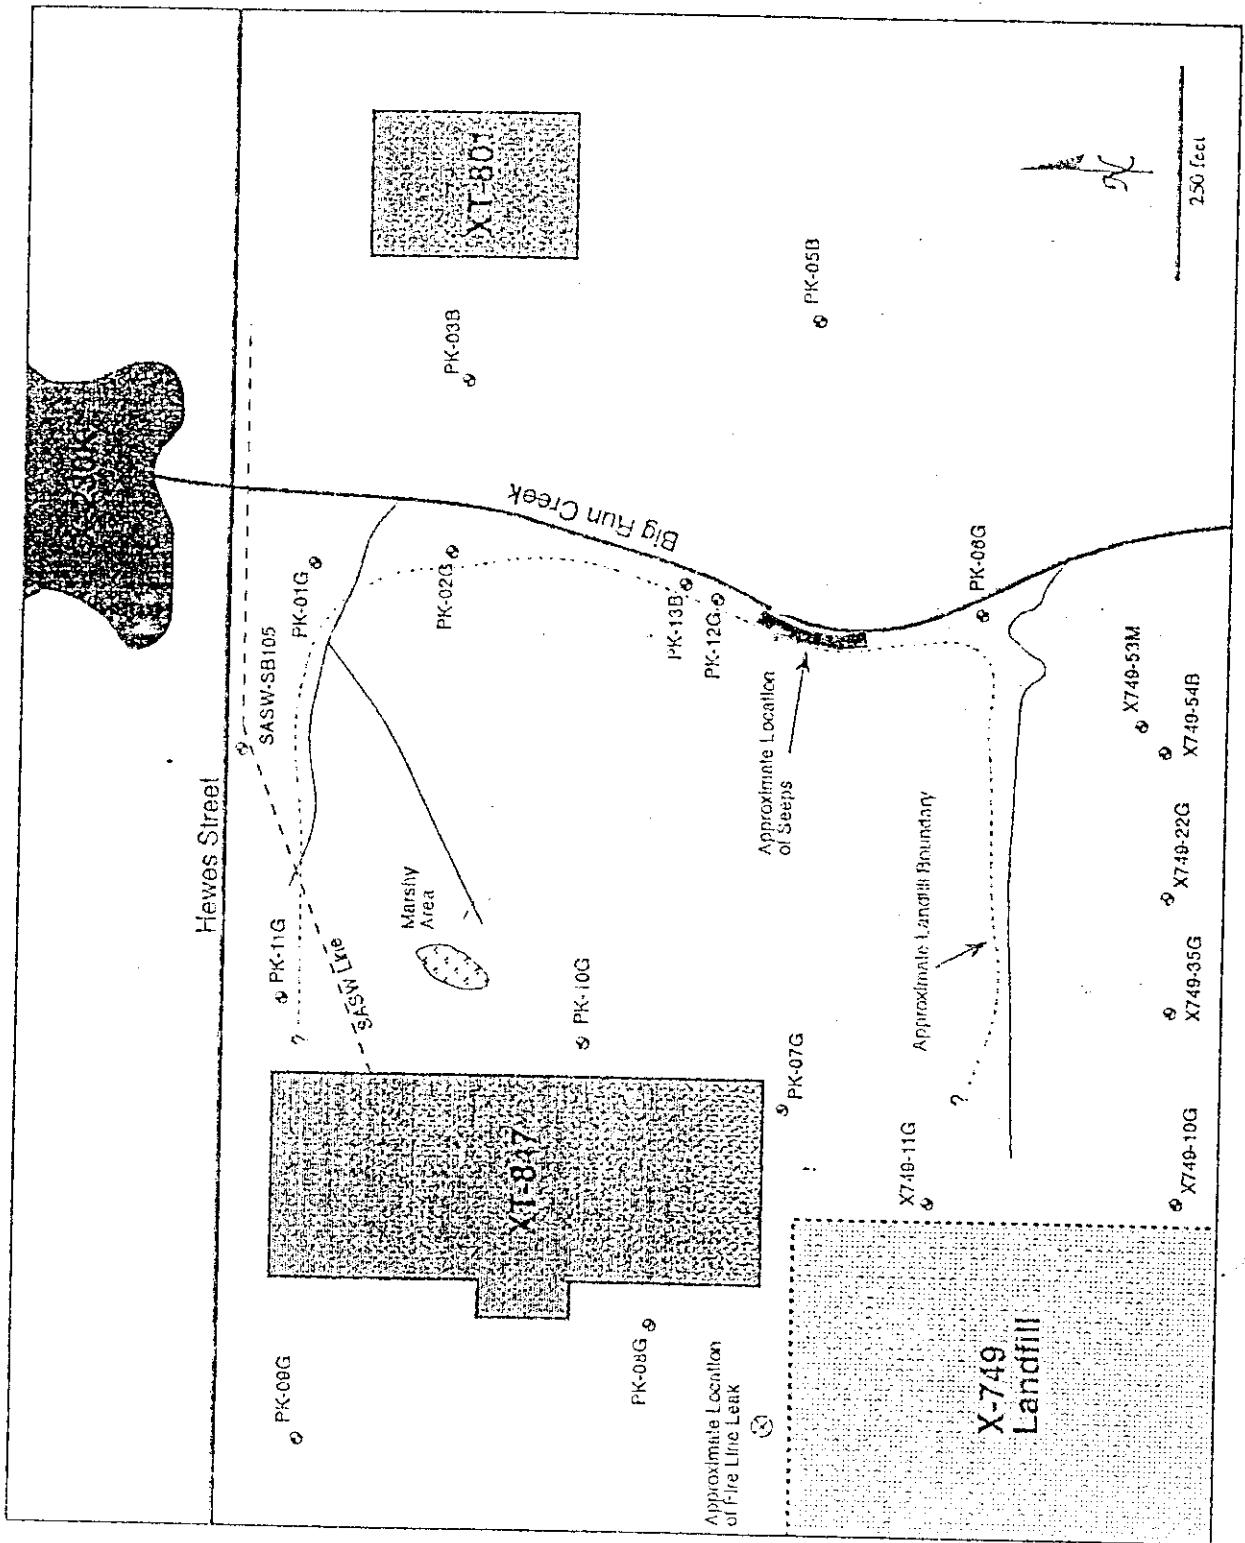 Hewes Street
XT-801
PK-03B
PK-05B
PK-01G
PK-02G
Big Run Creek
PK-13B
PK-12G
PK-06G
SASW-SB105
Approximate Location
of Seeps
X749-53M
X749-54B
X749-22G
X749-35G
X749-10G
X749-11G
Approximate Landfill Boundary
?
PK-11G
?
SASW Line
Marshy
Area
PK-10G
PK-07G
XT-847
PK-09G
PK-08G
Approximate Location
of Fire Line Leak
X-749
Landfill
N
250 feet